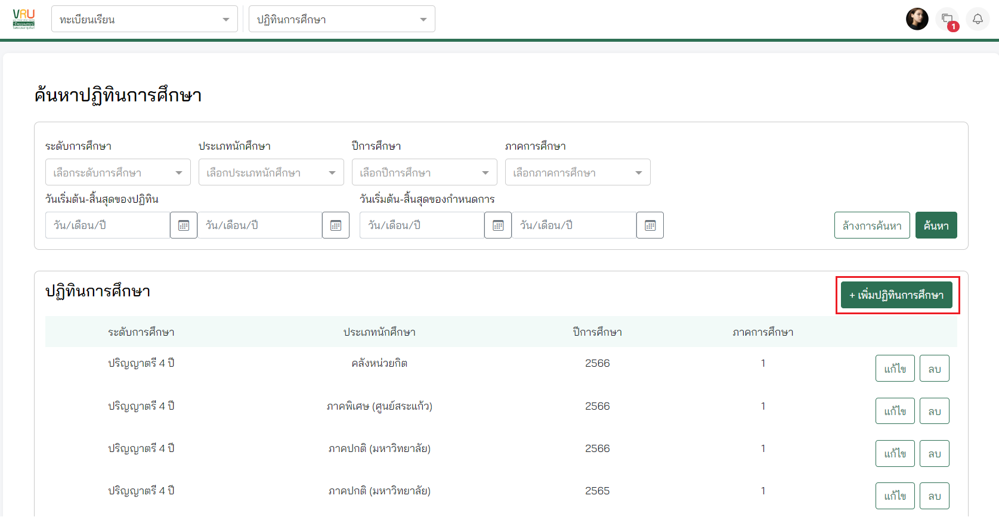 VRU
ทะเบียนเรียน
ปฏิทินการศึกษา
1
ค้นหาปฏิทินการศึกษา
ระดับการศึกษา ประเภทนักศึกษา ปีการศึกษา ภาคการศึกษา
เลือกระดับการศึกษา เลือกประเภทนักศึกษา เลือกปีการศึกษา เลือกภาคการศึกษา
วันเริ่มต้น-สิ้นสุดของปฏิทิน วันเริ่มต้น-สิ้นสุดของกำหนดการ
วัน/เดือน/ปี วัน/เดือน/ปี วัน/เดือน/ปี วัน/เดือน/ปี ล้างการค้นหา ค้นหา
ปฏิทินการศึกษา + เพิ่มปฏิทินการศึกษา
ระดับการศึกษา ประเภทนักศึกษา ปีการศึกษา ภาคการศึกษา
ปริญญาตรี 4 ปี คลังหน่วยกิต 2566 1 แก้ไข ลบ
ปริญญาตรี 4 ปี ภาคพิเศษ (ศูนย์สระแก้ว) 2566 1 แก้ไข ลบ
ปริญญาตรี 4 ปี ภาคปกติ (มหาวิทยาลัย) 2566 1 แก้ไข ลบ
ปริญญาตรี 4 ปี ภาคปกติ (มหาวิทยาลัย) 2565 1 แก้ไข ลบ